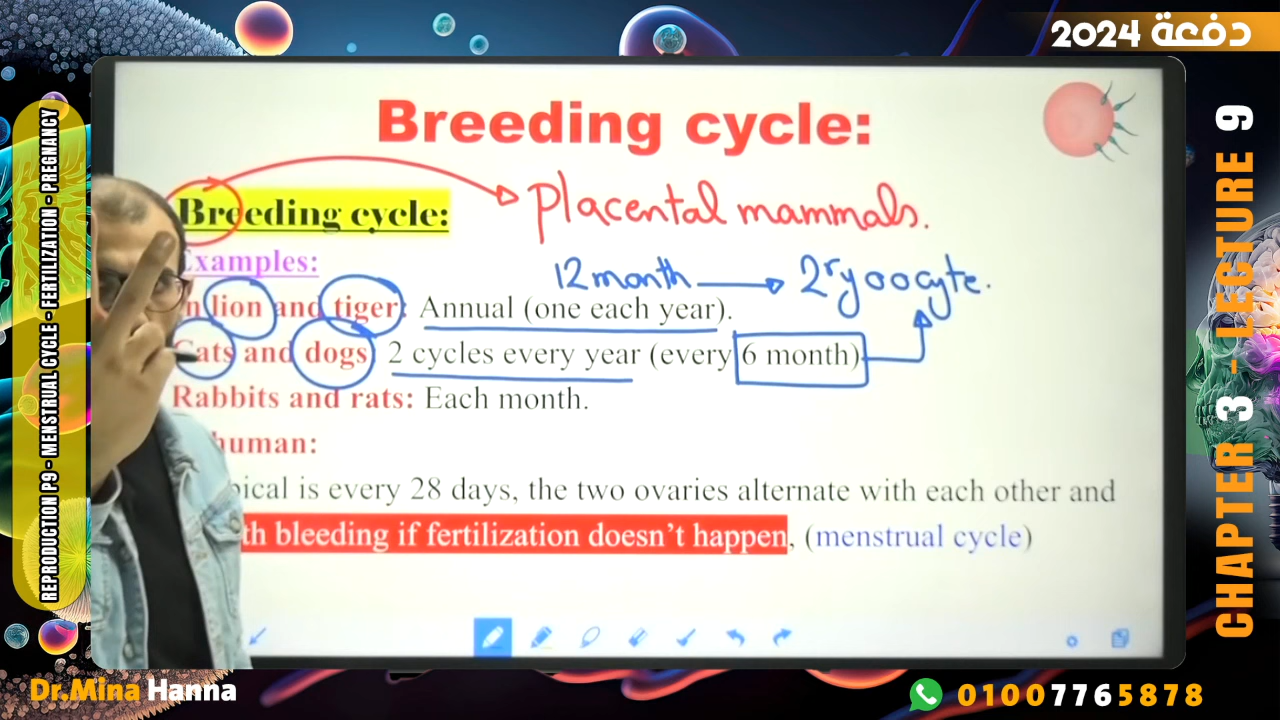 دفعة 2024
REPRODUCTION P9 - MENSTRUAL CYCLE - FERTILIZATION - PREGNANCY
CHAPTER 3 - LECTURE 9
Breeding cycle:
Breeding cycle:
placental mammals.
Examples:
12 month 2ry oocyte.
In lion and tiger: Annual (one each year).
Cats and dogs: 2 cycles every year (every 6 month)
Rabbits and rats: Each month.
human:
is every 28 days, the two ovaries alternate with each other and
bleeding if fertilization doesn't happen, (menstrual cycle)
Dr.Mina Hanna
01007765878